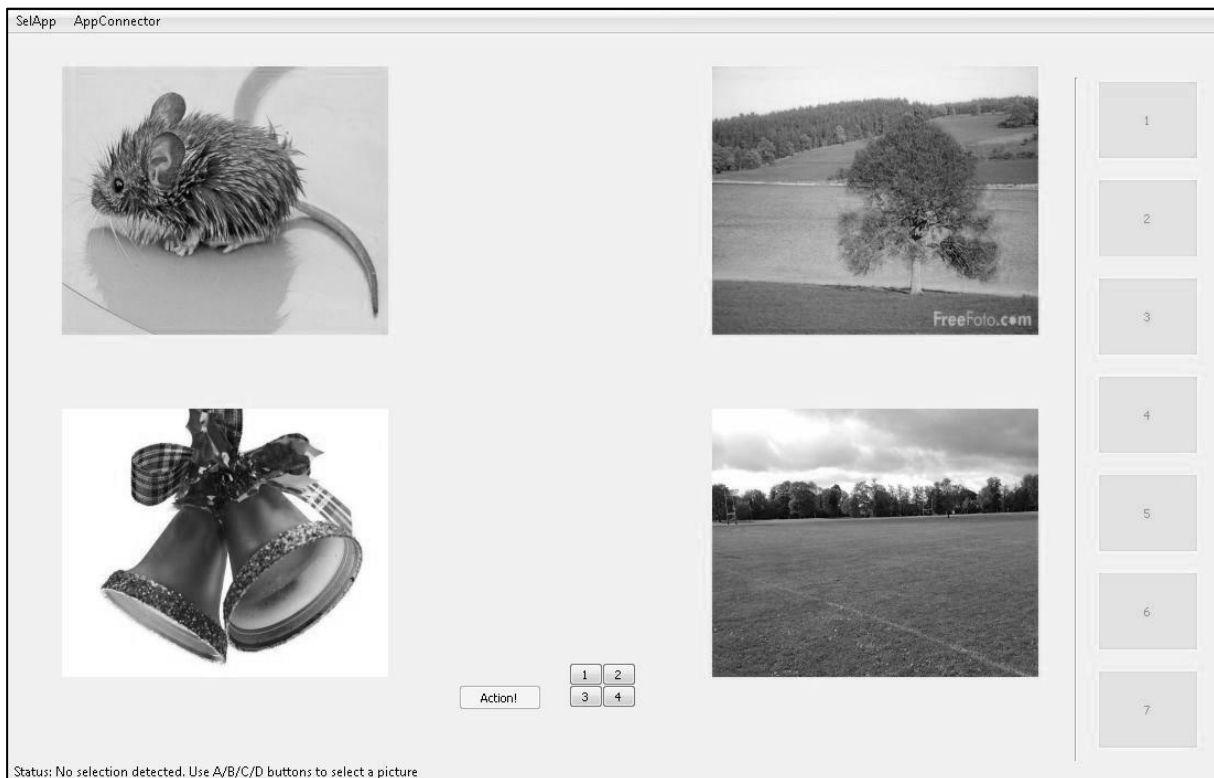 SelApp AppConnector
FreeFoto.com
1
2
3
4
5
6
7
Action!
1 2
3 4
Status: No selection detected. Use A/B/C/D buttons to select a picture